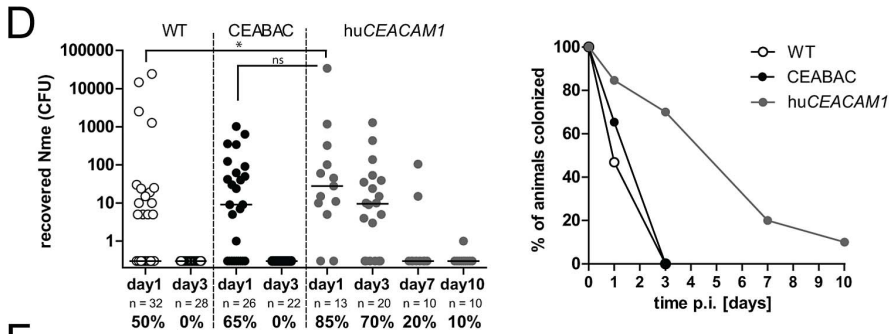 D
WT CEABAC huCEACAM1
*
ns
recovered Nme (CFU)
100000
10000
1000
100
10
1
day1 day3 day1 day3 day1 day3 day7 day10
n = 32 n = 28 n = 26 n = 22 n = 13 n = 20 n = 10 n = 10
50% 0% 65% 0% 85% 70% 20% 10%
% of animals colonized
100
80
60
40
20
0
0 1 2 3 4 5 6 7 8 9 10
time p.i. [days]
WT
CEABAC
huCEACAM1